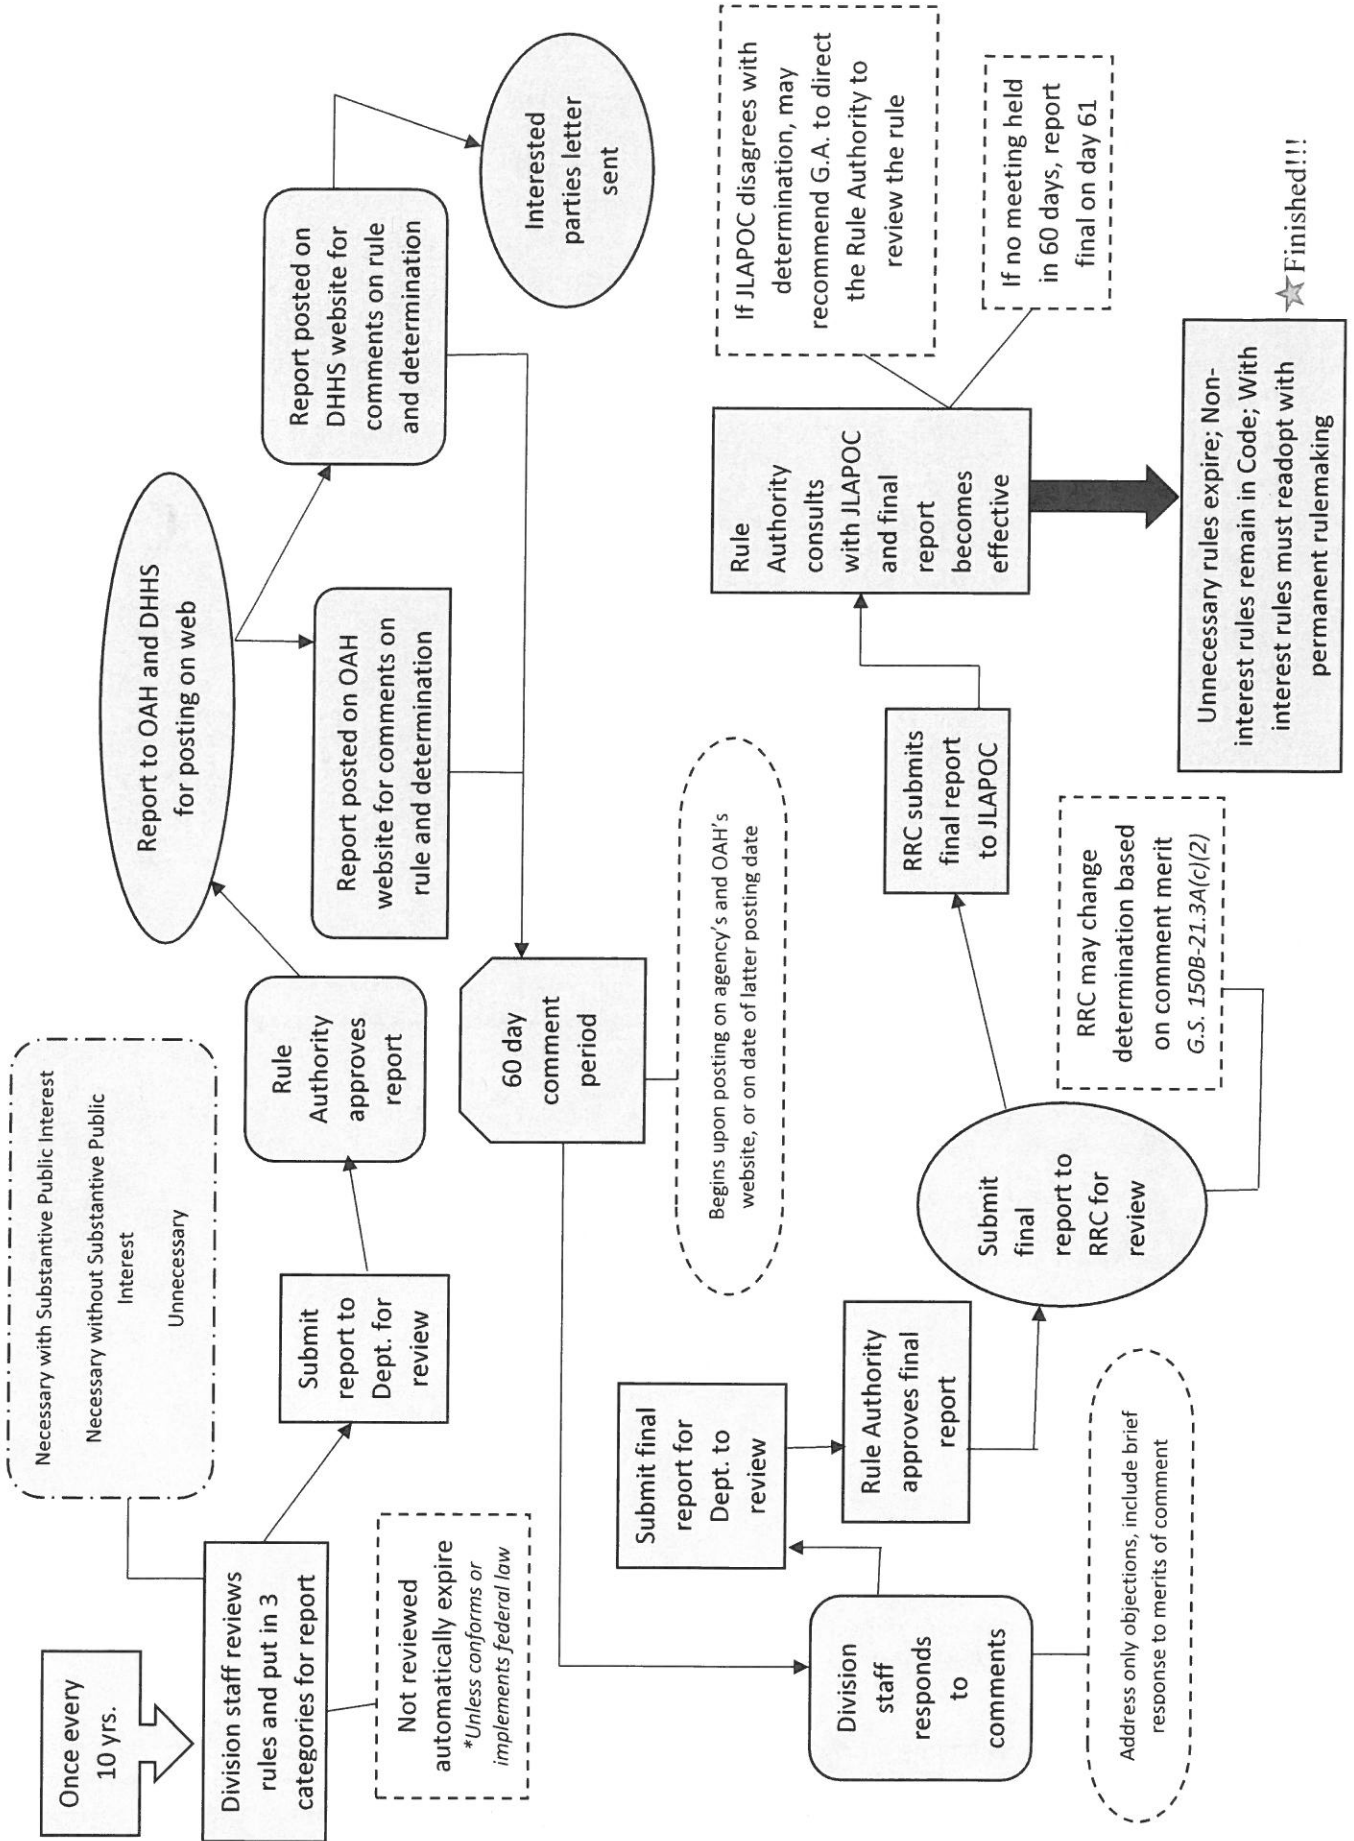 Once every
10 yrs.
Division staff reviews
rules and put in 3
categories for report
Necessary with Substantive Public Interest
Necessary without Substantive Public
Interest
Unnecessary
Not reviewed
automatically expire
*Unless conforms or
implements federal law
Submit
report to
Dept. for
review
Rule
Authority
approves
report
Report to OAH and DHHS
for posting on web
Report posted on OAH
website for comments on
rule and determination
Report posted on
DHHS website for
comments on rule
and determination
Interested
parties letter
sent
60 day
comment
period
Begins upon posting on agency's and OAH's
website, or on date of latter posting date
Division
staff
responds
to
comments
Address only objections, include brief
response to merits of comment
Submit final
report for
Dept. to
review
Rule Authority
approves final
report
Submit
final
report to
RRC for
review
RRC may change
determination based
on comment merit
G.S. 150B-21.3A(c)(2)
RRC submits
final report
to JLAPOC
Rule
Authority
consults
with JLAPOC
and final
report
becomes
effective
If JLAPOC disagrees with
determination, may
recommend G.A. to direct
the Rule Authority to
review the rule
If no meeting held
in 60 days, report
final on day 61
Unnecessary rules expire; Non-
interest rules remain in Code; With
interest rules must readopt with
permanent rulemaking
Finished!!!